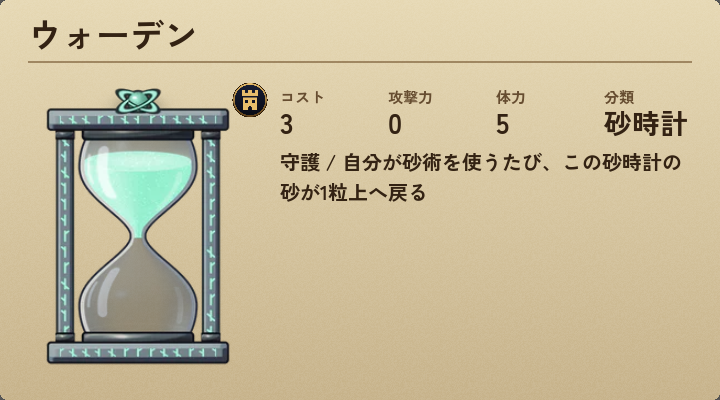 ウォーデン
コスト 攻撃力 体力 分類
3 0 5 砂時計
守護 / 自分が砂術を使うたび、この砂時計の
砂が1粒上へ戻る